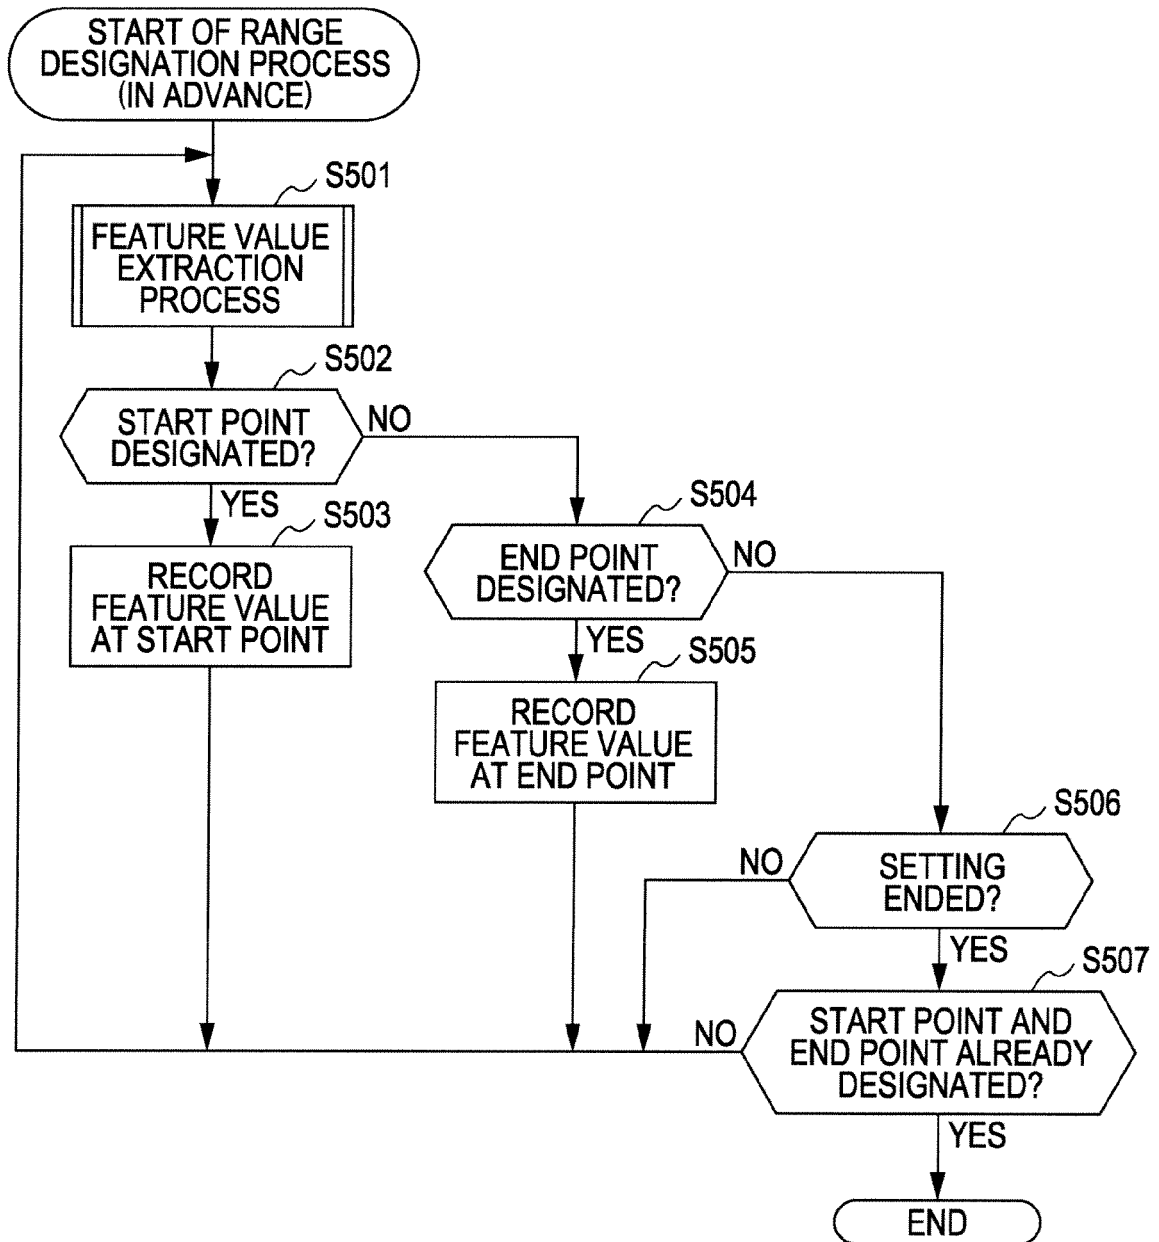 START OF RANGE
DESIGNATION PROCESS
(IN ADVANCE)
S501
FEATURE VALUE
EXTRACTION
PROCESS
S502
START POINT
DESIGNATED?
NO
YES
S503
RECORD
FEATURE VALUE
AT START POINT
S504
END POINT
DESIGNATED?
NO
YES
S505
RECORD
FEATURE VALUE
AT END POINT
S506
SETTING
ENDED?
NO
YES
S507
START POINT AND
END POINT ALREADY
DESIGNATED?
NO
YES
END